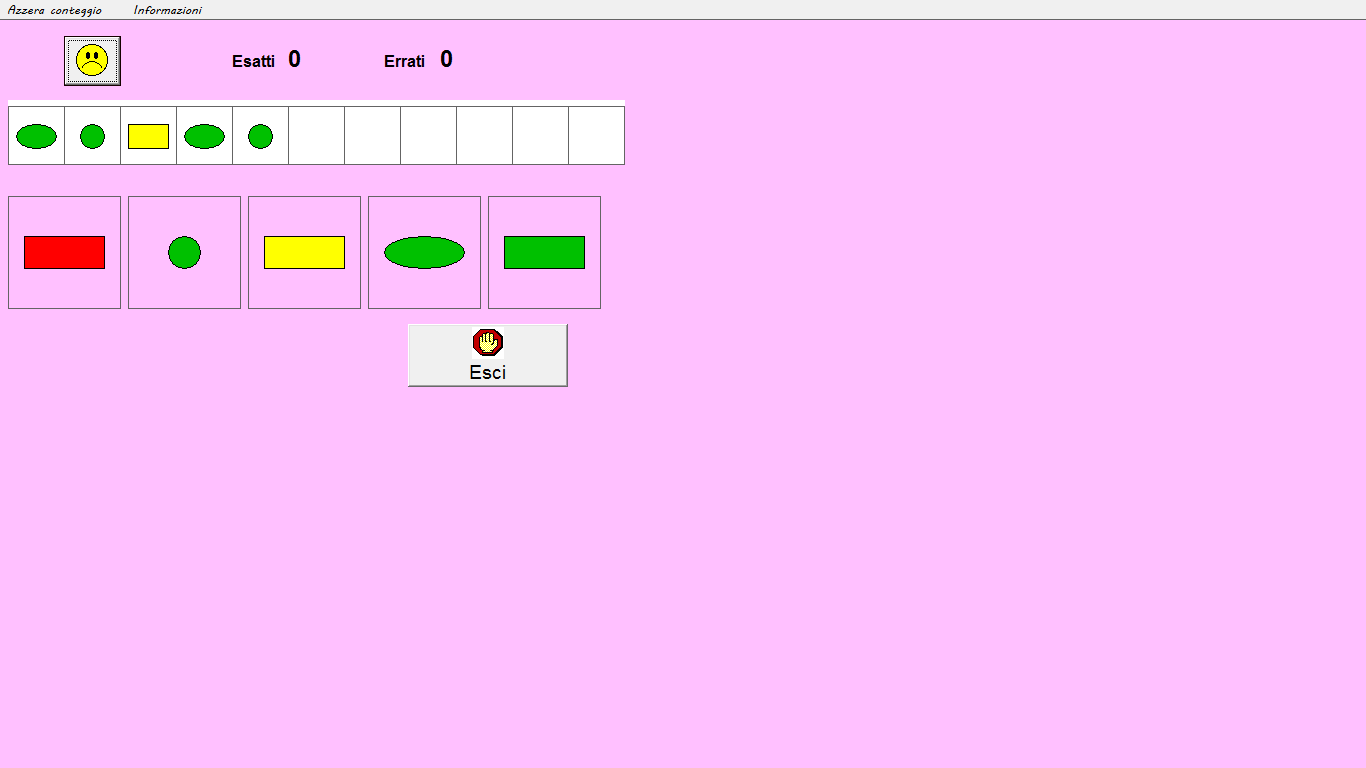 Azzera conteggio Informazioni
Esatti 0 Errati 0
Esci